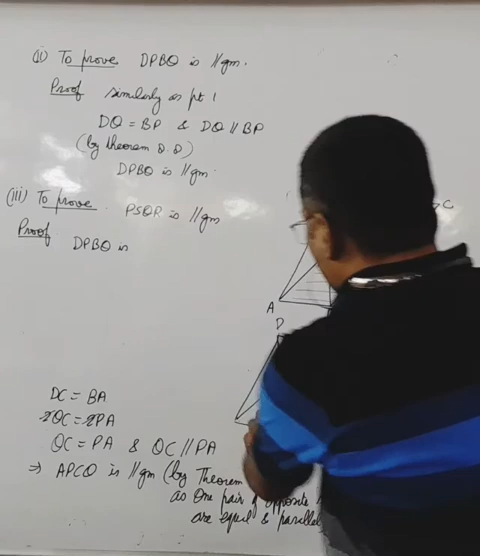 (ii) To prove DPBQ is ||gm.
Proof similarly as pt 1
DQ = BP & DQ || BP
(by theorem 8.8)
DPBQ is ||gm.
(iii) To prove PSQR is ||gm
Proof DPBQ is
C
A
D
DC = BA
2QC = 2PA
QC = PA & QC || PA
⇒ APCQ is ||gm (by Theorem
as one pair of opposite
are equal & parallel